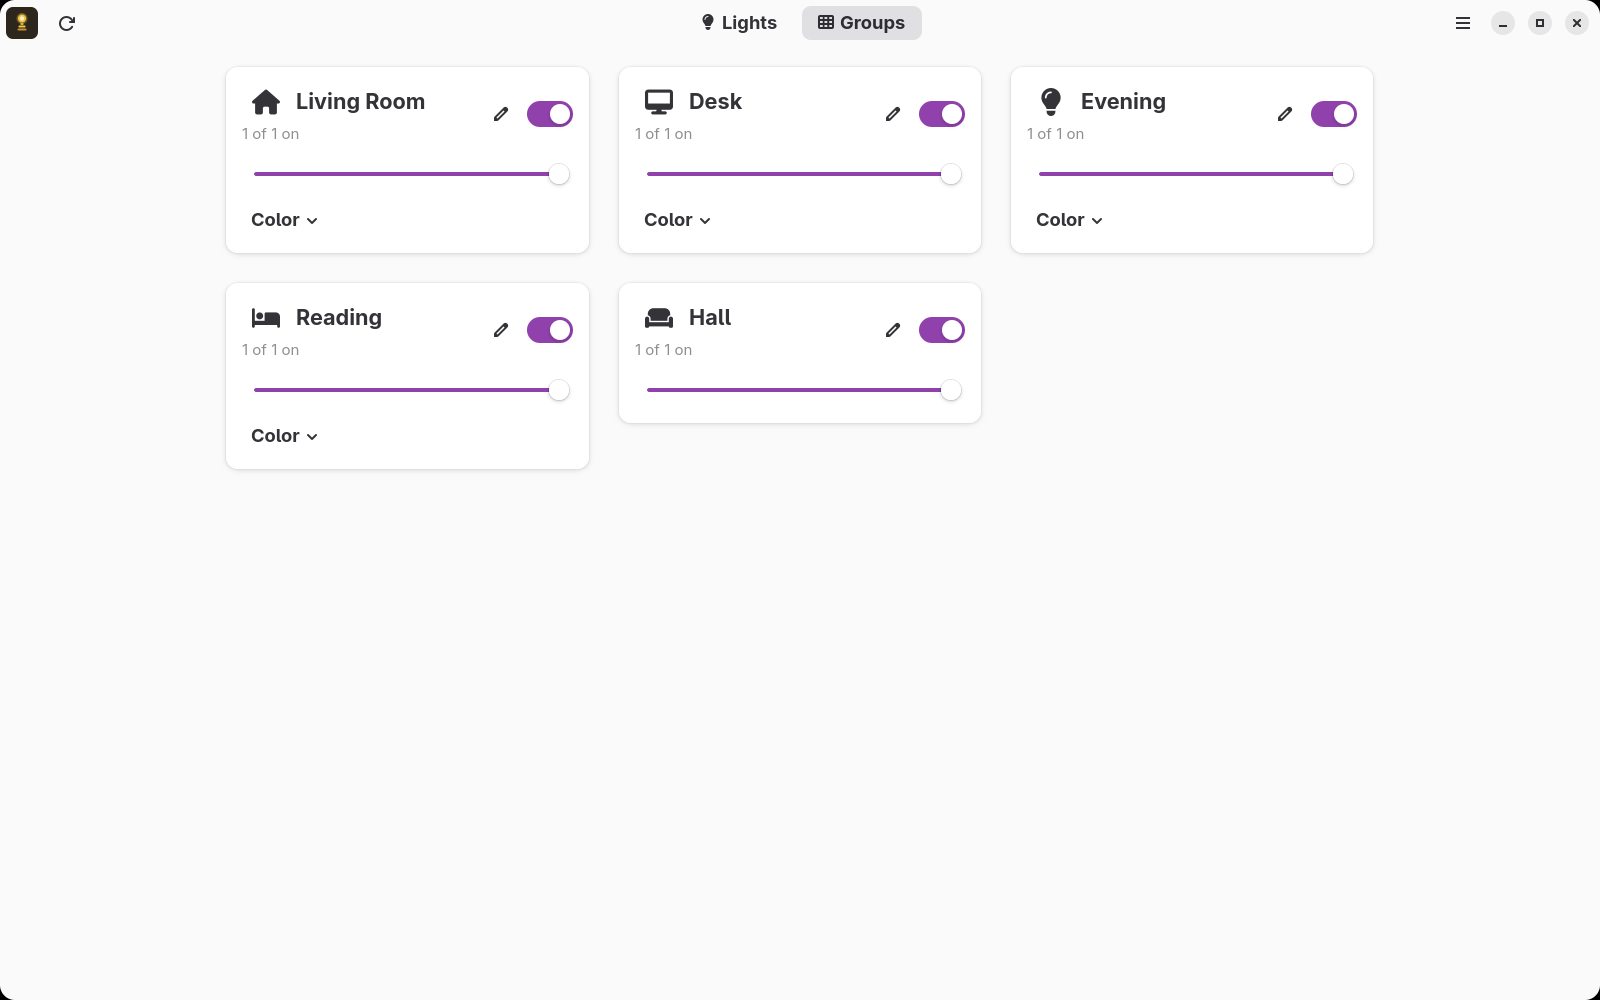 Lights
Groups
Living Room
1 of 1 on
Color
Desk
1 of 1 on
Color
Evening
1 of 1 on
Color
Reading
1 of 1 on
Color
Hall
1 of 1 on